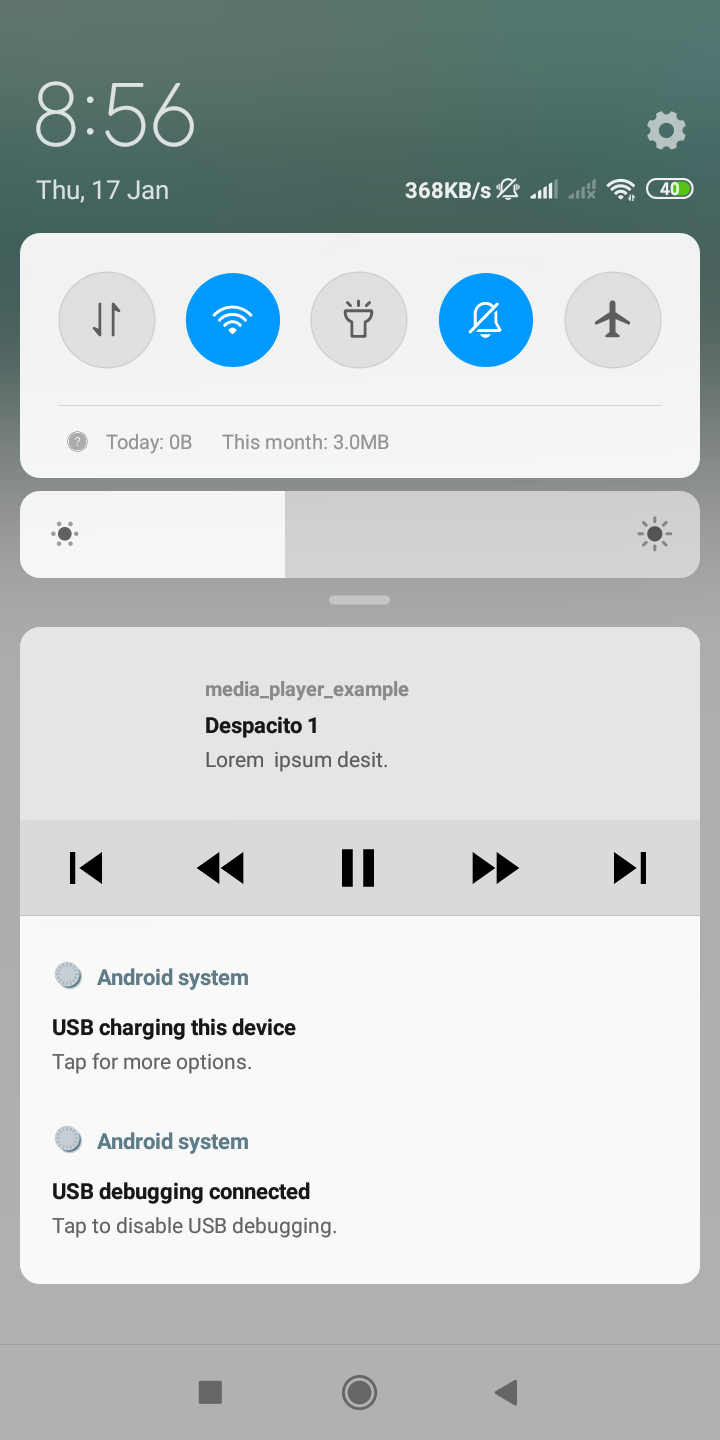 8:56
Thu, 17 Jan
368KB/s 40
Today: 0B This month: 3.0MB
media_player_example
Despacito 1
Lorem ipsum desit.
Android system
USB charging this device
Tap for more options.
Android system
USB debugging connected
Tap to disable USB debugging.